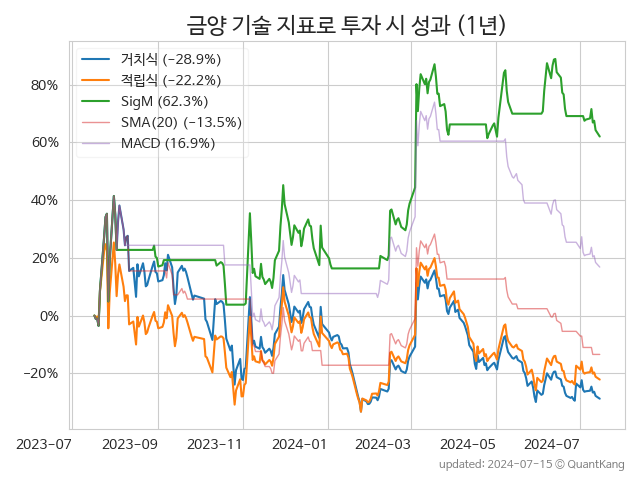 금양 기술 지표로 투자 시 성과 (1년)
거치식 (−28.9%)
적립식 (−22.2%)
SigM (62.3%)
SMA(20) (−13.5%)
MACD (16.9%)
80%
60%
40%
20%
0%
−20%
2023-07 2023-09 2023-11 2024-01 2024-03 2024-05 2024-07
updated: 2024-07-15 © QuantKang